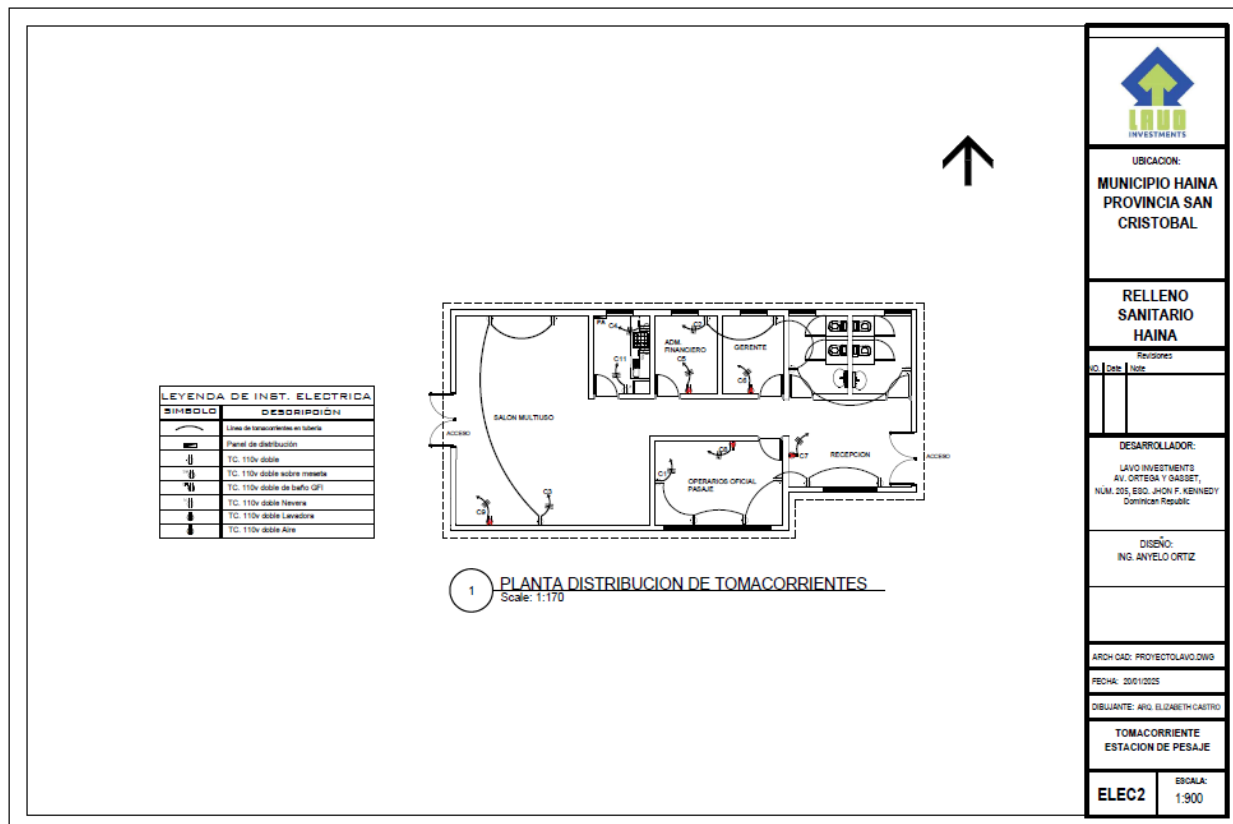 LAVO
INVESTMENTS
UBICACION:
MUNICIPIO HAINA
PROVINCIA SAN
CRISTOBAL
RELLENO
SANITARIO
HAINA
Revisiones
NO. Date Note
DESARROLLADOR:
LAVO INVESTMENTS
AV. ORTEGA Y GASSET,
NÚM. 205, ESQ. JHON F. KENNEDY
Dominican Republic
DISEÑO:
ING. ANYELO ORTIZ
ARCH CAD: PROYECTOLAVO.DWG
FECHA: 20/01/2025
DIBUJANTE: ARQ. ELIZABETH CASTRO
TOMACORRIENTE
ESTACION DE PESAJE
ELEC2
ESCALA:
1:900
PA
C4
C11
ADM.
FINANCIERO
C5
GERENTE
C6
SALON MULTIUSO
ACCESO
C9
C3
C1
OPERARIOS OFICIAL
PASAJE
C7
RECEPCION
ACCESO
LEYENDA DE INST. ELECTRICA
SIMBOLO DESCRIPCIÓN
Linea de tomacorrientes en tuberia
Panel de distribución
TC. 110v doble
TC. 110v doble sobre meseta
TC. 110v doble de baño GFI
TC. 110v doble Nevera
TC. 110v doble Lavadora
TC. 110v doble Aire
1 PLANTA DISTRIBUCION DE TOMACORRIENTES
Scale: 1:170